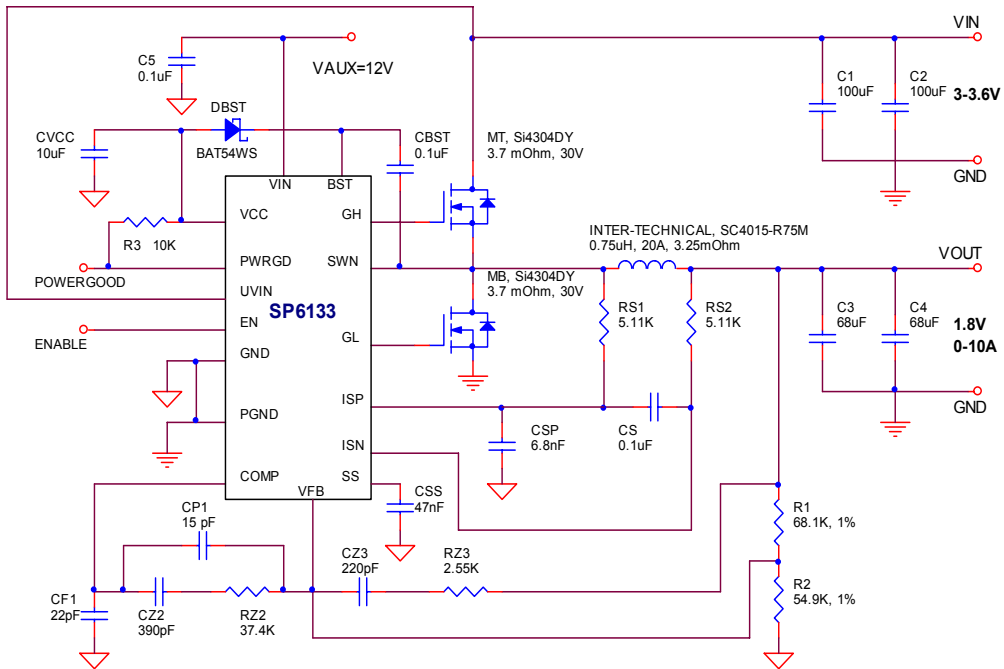 VIN
C5
0.1uF
VAUX=12V
C1
100uF
C2
100uF
3-3.6V
DBST
BAT54WS
CVCC
10uF
CBST
0.1uF
MT, Si4304DY
3.7 mOhm, 30V
GND
VIN
BST
VCC
GH
R3 10K
INTER-TECHNICAL, SC4015-R75M
0.75uH, 20A, 3.25mOhm
VOUT
PWRGD
SWN
POWERGOOD
UVIN
MB, Si4304DY
3.7 mOhm, 30V
SP6133
RS1
5.11K
RS2
5.11K
C3
68uF
C4
68uF
1.8V
0-10A
EN
ENABLE
GL
GND
ISP
PGND
CSP
6.8nF
CS
0.1uF
GND
ISN
COMP
SS
VFB
CSS
47nF
R1
68.1K, 1%
CP1
15 pF
CZ3
220pF
RZ3
2.55K
R2
54.9K, 1%
CF1
22pF
CZ2
390pF
RZ2
37.4K